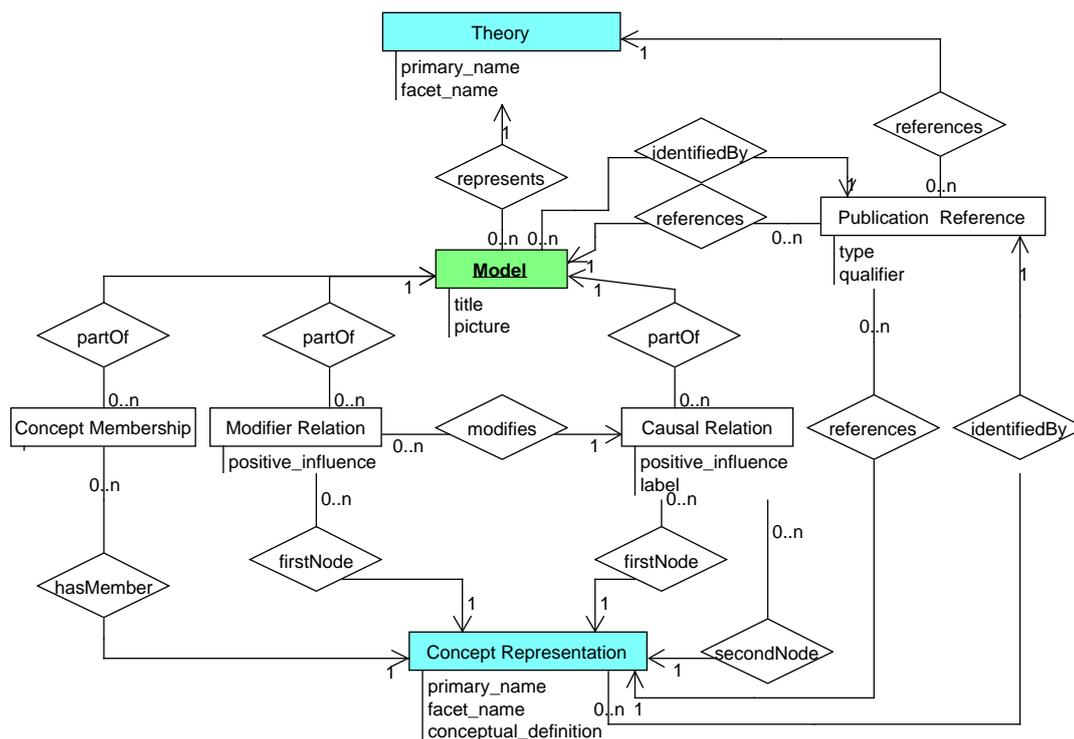 Theory
1
primary_name
facet_name
1
references
identifiedBy
represents
1
0..n
references
Publication Reference
0..n
0..n
0..n
type
qualifier
1
Model
1
1
1
title
picture
0..n
partOf
partOf
partOf
0..n
0..n
0..n
Concept Membership
Modifier Relation
modifies
Causal Relation
references
identifiedBy
0..n
1
positive_influence
positive_influence
label
0..n
0..n
0..n
0..n
firstNode
firstNode
hasMember
1
1
Concept Representation
secondNode
1
1
primary_name
facet_name
0..n
1
conceptual_definition